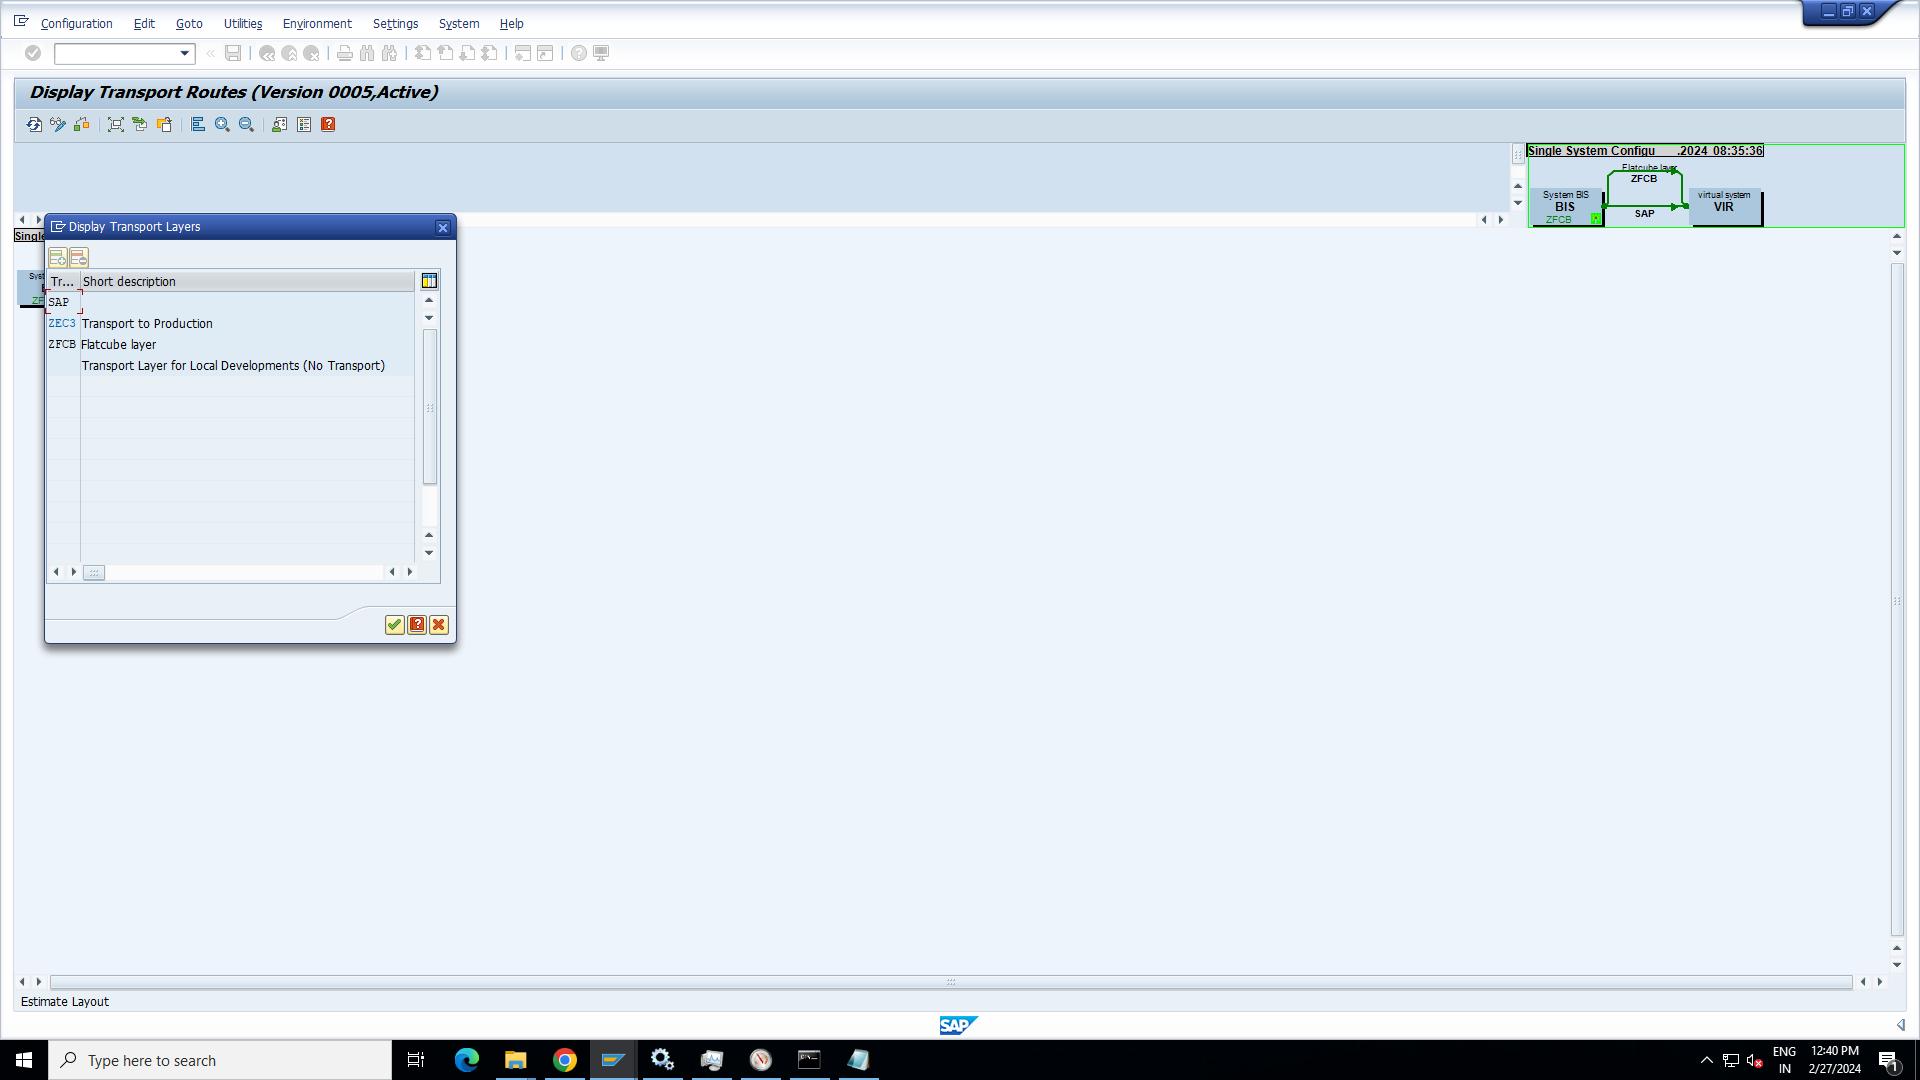 Configuration Edit Goto Utilities Environment Settings System Help
Display Transport Routes (Version 0005,Active)
Single System Configu .2024 08:35:36
Flatcube layer
ZFCB
System BIS
BIS
ZFCB
SAP
virtual system
VIR
Single
Syst
ZF
Display Transport Layers
Tr... Short description
SAP
ZEC3 Transport to Production
ZFCB Flatcube layer
Transport Layer for Local Developments (No Transport)
Estimate Layout
SAP
Type here to search
ENG
IN
12:40 PM
2/27/2024
1